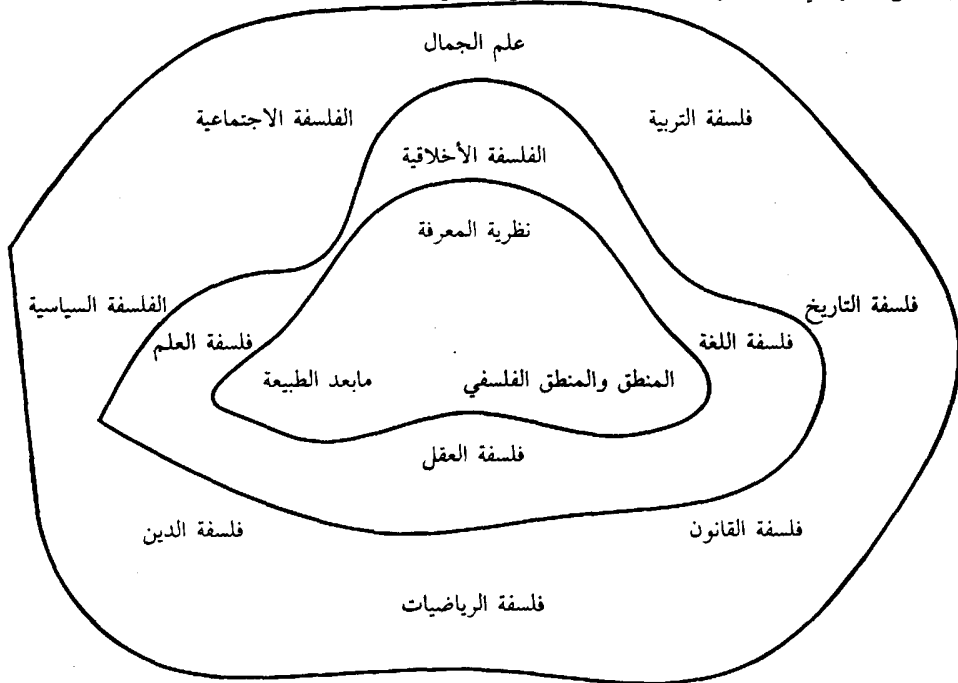 علم الجمال
فلسفة التربية
الفلسفة الاجتماعية
الفلسفة الأخلاقية
نظرية المعرفة
فلسفة التاريخ
الفلسفة السياسية
فلسفة اللغة
فلسفة العلم
المنطق والمنطق الفلسفي
مابعد الطبيعة
فلسفة العقل
فلسفة القانون
فلسفة الدين
فلسفة الرياضيات